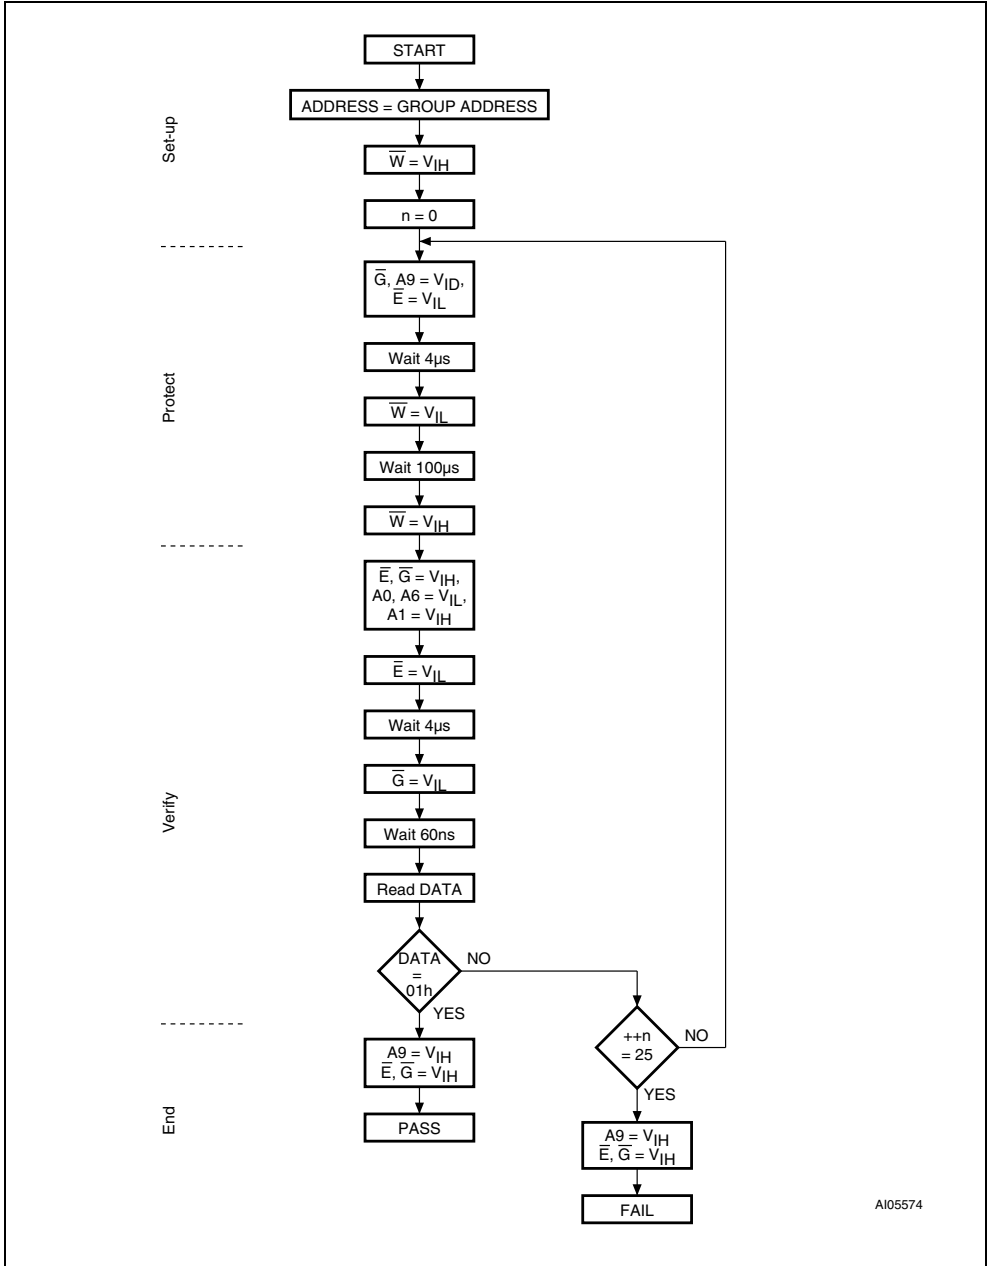 START
ADDRESS = GROUP ADDRESS
Set-up
W̅ = VIH
n = 0
G̅, A9 = VID,
E̅ = VIL
Wait 4µs
Protect
W̅ = VIL
Wait 100µs
W̅ = VIH
E̅, G̅ = VIH,
A0, A6 = VIL,
A1 = VIH
E̅ = VIL
Wait 4µs
G̅ = VIL
Verify
Wait 60ns
Read DATA
DATA
=
01h
NO
YES
++n
= 25
NO
YES
A9 = VIH
E̅, G̅ = VIH
End
PASS
A9 = VIH
E̅, G̅ = VIH
FAIL
AI05574